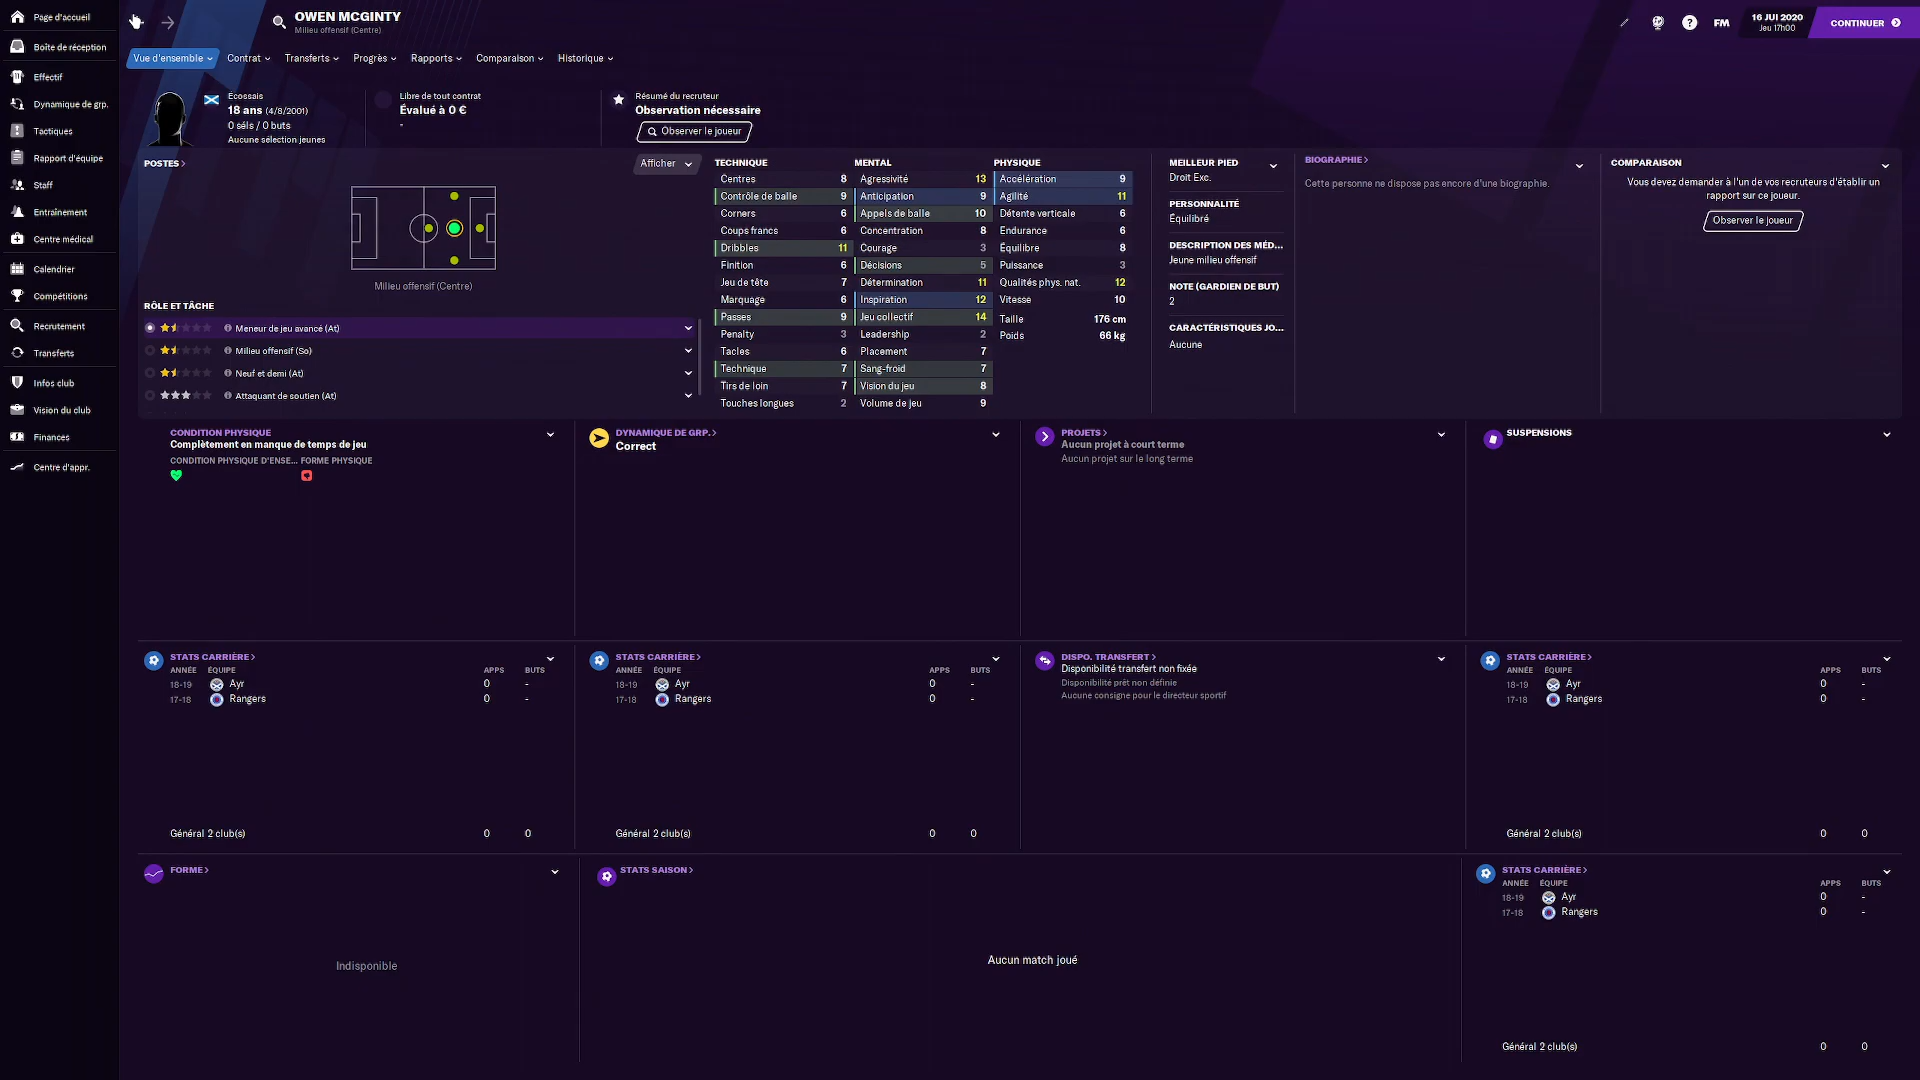 Page d'accueil
Boîte de réception
Effectif
Dynamique de grp.
Tactiques
Rapport d'équipe
Staff
Entraînement
Centre médical
Calendrier
Compétitions
Recrutement
Transferts
Infos club
Vision du club
Finances
Centre d'appr.
OWEN MCGINTY
Milieu offensif (Centre)
FM
16 JUI 2020
Jeu 17h00
CONTINUER
Vue d'ensemble
Contrat
Transferts
Progrès
Rapports
Comparaison
Historique
Ecossais
18 ans (4/8/2001)
0 séls / 0 buts
Aucune sélection jeunes
Libre de tout contrat
Évalué à 0 €
-
Résumé du recruteur
Observation nécessaire
Observer le joueur
POSTES
Afficher
Milieu offensif (Centre)
RÔLE ET TÂCHE
Meneur de jeu avancé (At)
Milieu offensif (So)
Neuf et demi (At)
Attaquant de soutien (At)
TECHNIQUE
Centres 8
Contrôle de balle 9
Corners 6
Coups francs 6
Dribbles 11
Finition 6
Jeu de tête 7
Marquage 6
Passes 9
Penalty 3
Tacles 6
Technique 7
Tirs de loin 7
Touches longues 2
MENTAL
Agressivité 13
Anticipation 9
Appels de balle 10
Concentration 8
Courage 3
Décisions 5
Détermination 11
Inspiration 12
Jeu collectif 14
Leadership 2
Placement 7
Sang-froid 7
Vision du jeu 8
Volume de jeu 9
PHYSIQUE
Accélération 9
Agilité 11
Détente verticale 6
Endurance 6
Équilibre 8
Puissance 3
Qualités phys. nat. 12
Vitesse 10
Taille 176 cm
Poids 66 kg
MEILLEUR PIED
Droit Exc.
PERSONNALITÉ
Équilibré
DESCRIPTION DES MÉD...
Jeune milieu offensif
NOTE (GARDIEN DE BUT)
2
CARACTÉRISTIQUES JO...
Aucune
BIOGRAPHIE
Cette personne ne dispose pas encore d'une biographie.
COMPARAISON
Vous devez demander à l'un de vos recruteurs d'établir un
rapport sur ce joueur.
Observer le joueur
CONDITION PHYSIQUE
Complètement en manque de temps de jeu
CONDITION PHYSIQUE D'ENSE... FORME PHYSIQUE
DYNAMIQUE DE GRP.
Correct
PROJETS
Aucun projet à court terme
Aucun projet sur le long terme
SUSPENSIONS
STATS CARRIÈRE
ANNÉE ÉQUIPE APPS BUTS
18-19 Ayr 0 -
17-18 Rangers 0 -
Général 2 club(s) 0 0
STATS CARRIÈRE
ANNÉE ÉQUIPE APPS BUTS
18-19 Ayr 0 -
17-18 Rangers 0 -
Général 2 club(s) 0 0
DISPO. TRANSFERT
Disponibilité transfert non fixée
Disponibilité prêt non définie
Aucune consigne pour le directeur sportif
STATS CARRIÈRE
ANNÉE ÉQUIPE APPS BUTS
18-19 Ayr 0 -
17-18 Rangers 0 -
Général 2 club(s) 0 0
FORME
Indisponible
STATS SAISON
Aucun match joué
STATS CARRIÈRE
ANNÉE ÉQUIPE APPS BUTS
18-19 Ayr 0 -
17-18 Rangers 0 -
Général 2 club(s) 0 0